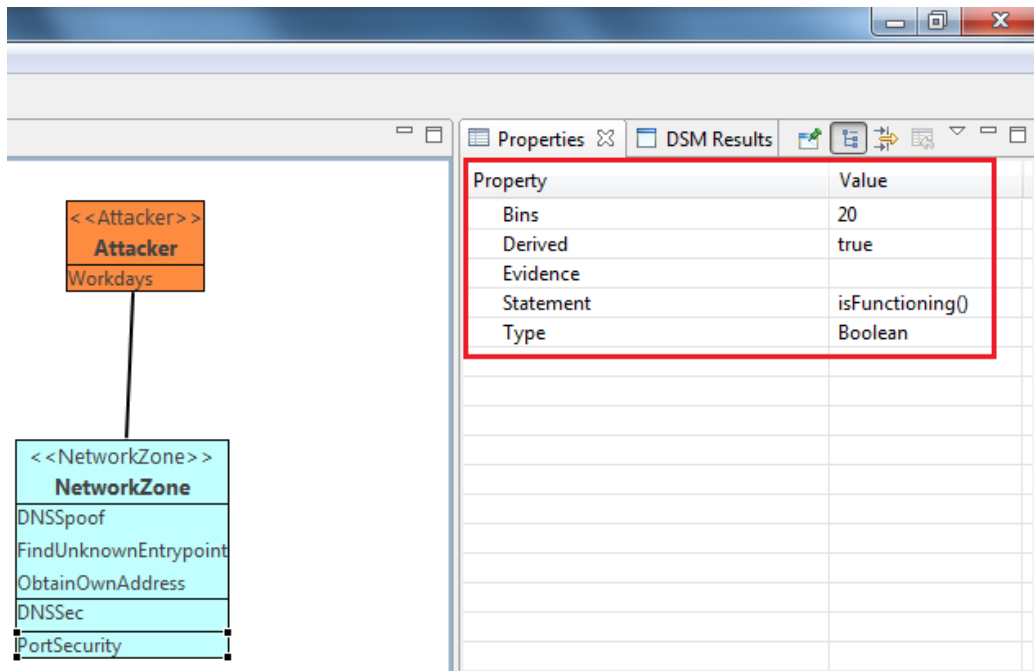 Properties
DSM Results
Property Value
Bins 20
Derived true
Evidence
Statement isFunctioning()
Type Boolean
<<Attacker>>
Attacker
Workdays
<<NetworkZone>>
NetworkZone
DNSSpoof
FindUnknownEntrypoint
ObtainOwnAddress
DNSSec
PortSecurity